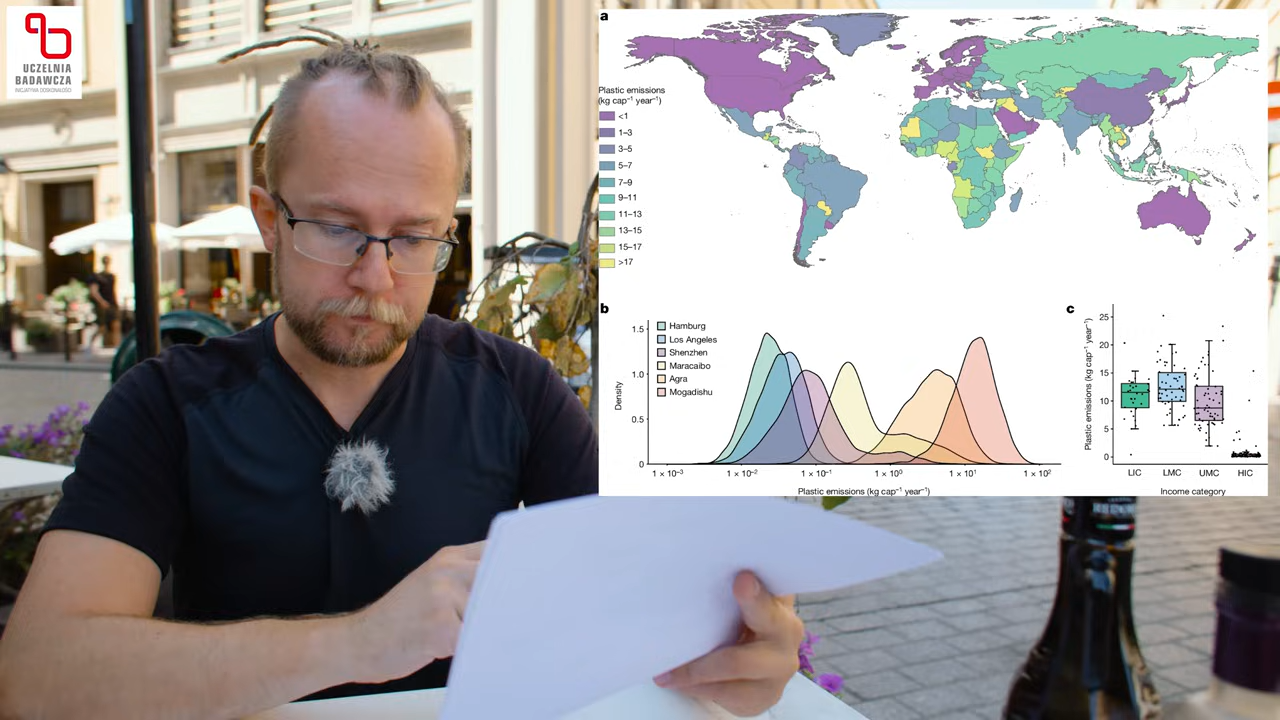 UCZELNIA
BADAWCZA
INICJATYWA DOSKONAŁOŚCI
a
Plastic emissions
(kg cap⁻¹ year⁻¹)
<1
1–3
3–5
5–7
7–9
9–11
11–13
13–15
15–17
>17
b
1.5
1.0
0.5
0
Density
Hamburg
Los Angeles
Shenzhen
Maracaibo
Agra
Mogadishu
1 × 10⁻³
1 × 10⁻²
1 × 10⁻¹
1 × 10⁰
1 × 10¹
1 × 10²
Plastic emissions (kg cap⁻¹ year⁻¹)
c
Plastic emissions (kg cap⁻¹ year⁻¹)
25
20
15
10
5
0
LIC
LMC
UMC
HIC
Income category